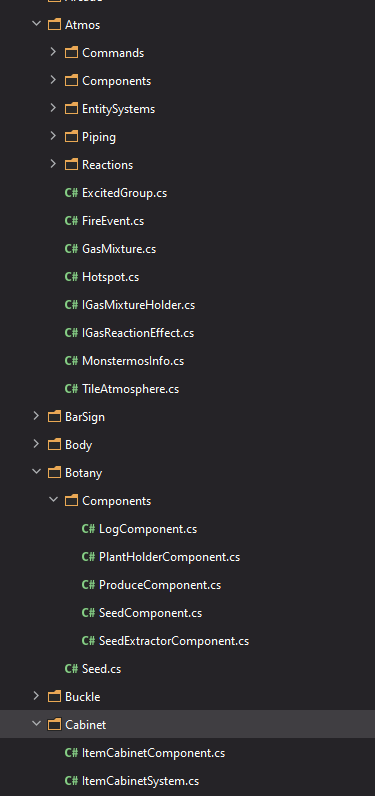 Atmos
Commands
Components
EntitySystems
Piping
Reactions
C# ExcitedGroup.cs
C# FireEvent.cs
C# GasMixture.cs
C# Hotspot.cs
C# IGasMixtureHolder.cs
C# IGasReactionEffect.cs
C# MonstermosInfo.cs
C# TileAtmosphere.cs
BarSign
Body
Botany
Components
C# LogComponent.cs
C# PlantHolderComponent.cs
C# ProduceComponent.cs
C# SeedComponent.cs
C# SeedExtractorComponent.cs
C# Seed.cs
Buckle
Cabinet
C# ItemCabinetComponent.cs
C# ItemCabinetSystem.cs